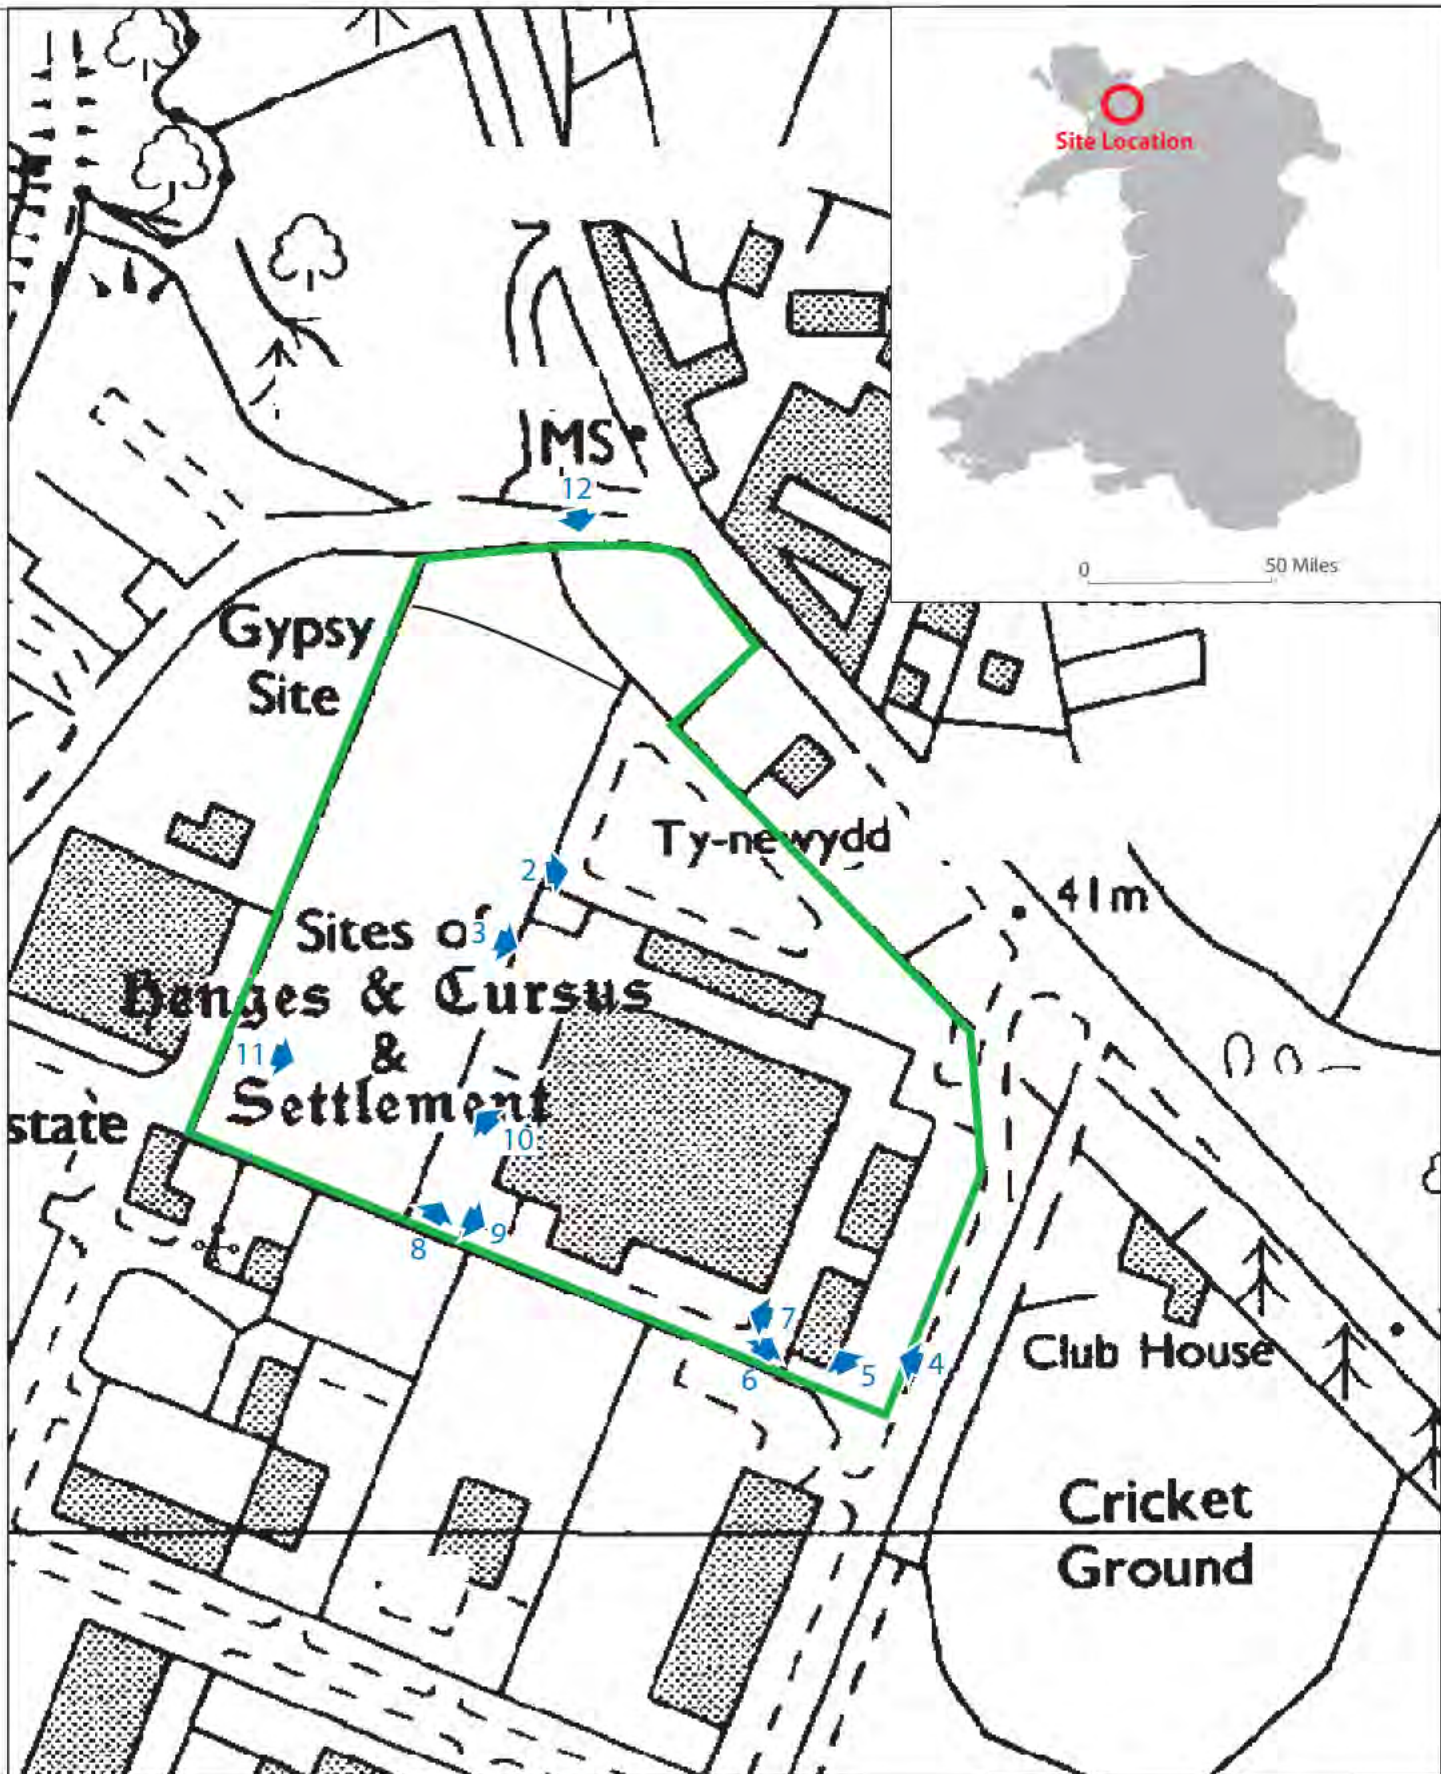 Site Location
0
50 Miles
MS
12
Gypsy
Site
Ty-newydd
41m
2
Sites of
3
Henges & Cursus
&
11
Settlement
10
state
8
9
7
6
5
4
Club House
Cricket
Ground